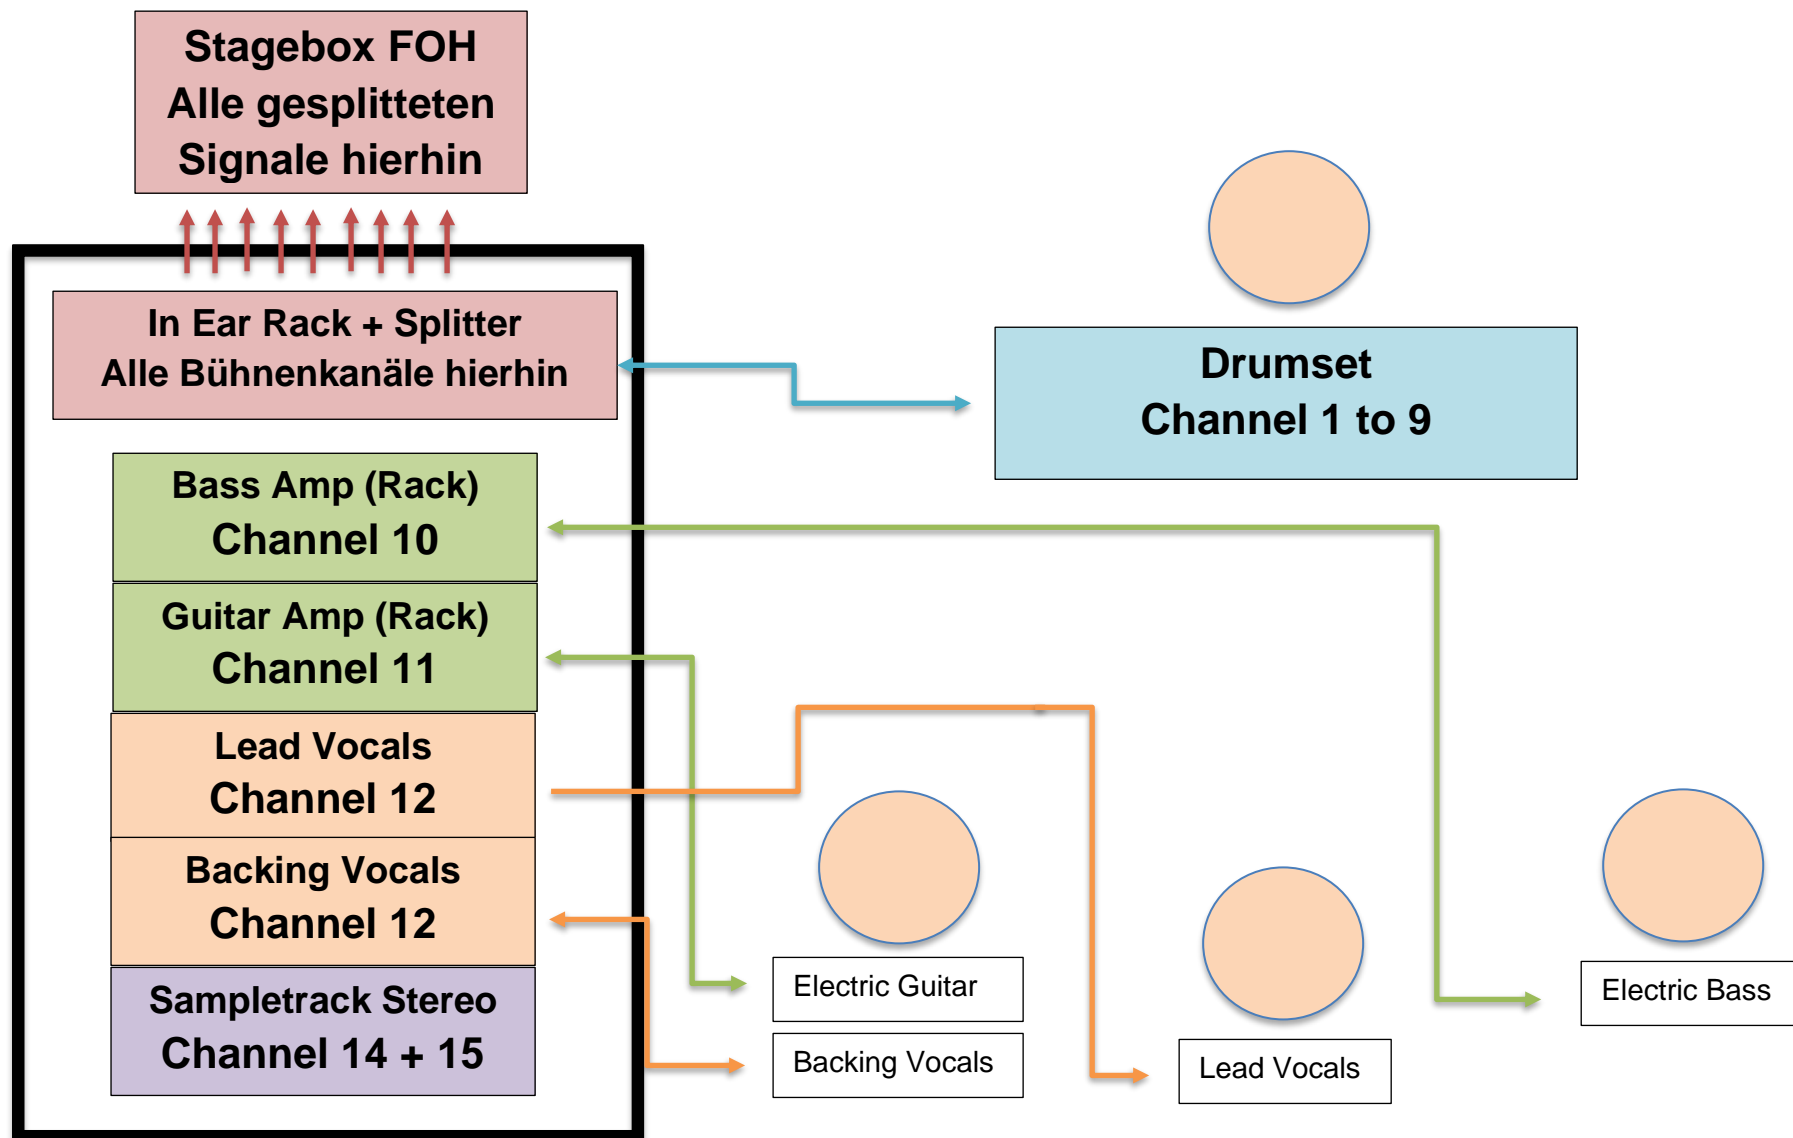 Stagebox FOH
Alle gesplitteten
Signale hierhin
In Ear Rack + Splitter
Alle Bühnenkanäle hierhin
Drumset
Channel 1 to 9
Bass Amp (Rack)
Channel 10
Guitar Amp (Rack)
Channel 11
Lead Vocals
Channel 12
Backing Vocals
Channel 12
Sampletrack Stereo
Channel 14 + 15
Electric Guitar
Backing Vocals
Lead Vocals
Electric Bass